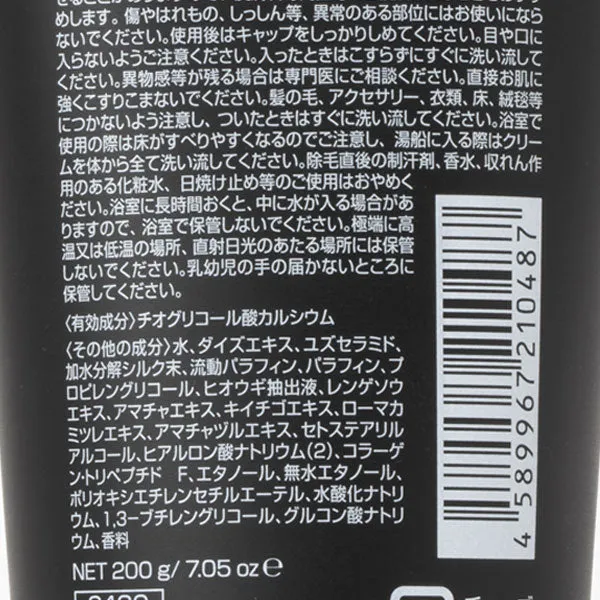 めします。傷やはれもの、しっしん等、異常のある部位にはお使いになら
ないでください。使用後はキャップをしっかりしめてください。目や口に
入らないようご注意ください。入ったときはこすらずにすぐに洗い流して
ください。異物感等が残る場合は専門医にご相談ください。直接お肌に
強くこすりこまないでください。髪の毛、アクセサリー、衣類、床、絨毯等
につかないよう注意し、ついたときはすぐに洗い流してください。浴室で
使用の際は床がすべりやすくなるのでご注意し、湯船に入る際はクリー
ムを体から全て洗い流してください。除毛直後の制汗剤、香水、収れん作
用のある化粧水、日焼け止め等のご使用はおやめく
ださい。浴室に長時間おくと、中に水が入る場合があ
りますので、浴室で保管しないでください。極端に高
温又は低温の場所、直射日光のあたる場所には保管
しないでください。乳幼児の手の届かないところに
保管してください。
〈有効成分〉チオグリコール酸カルシウム
〈その他の成分〉水、ダイズエキス、ユズセラミド、
加水分解シルク末、流動パラフィン、パラフィン、プ
ロピレングリコール、ヒオウギ抽出液、レンゲソウ
エキス、アマチャエキス、キイチゴエキス、ローマカ
ミツレエキス、アマチャヅルエキス、セトステアリル
アルコール、ヒアルロン酸ナトリウム(2)、コラーゲ
ン・トリペプチド F、エタノール、無水エタノール、
ポリオキシエチレンセチルエーテル、水酸化ナトリ
ウム、1,3-ブチレングリコール、グルコン酸ナトリ
ウム、香料
NET 200 g/ 7.05 oz ℮
4589967210487